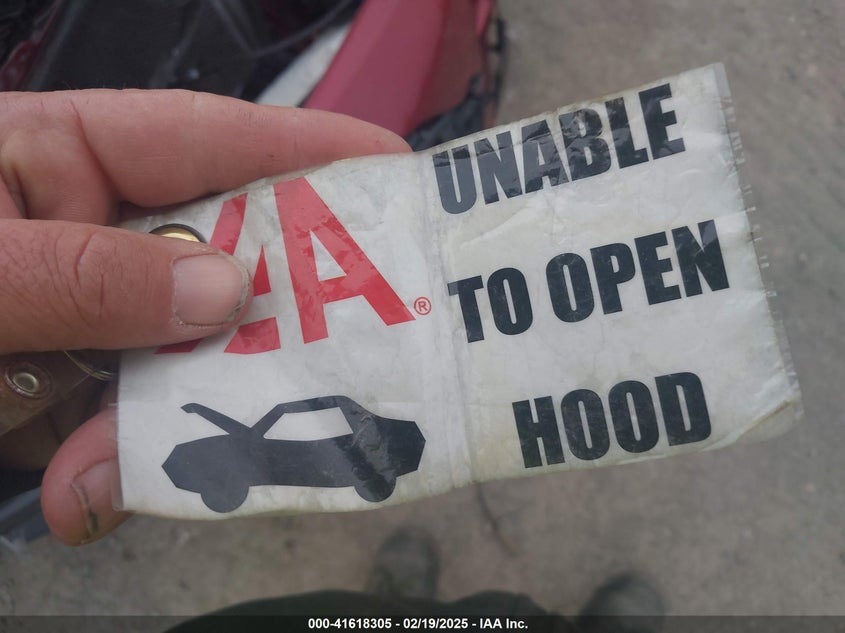 IAA®
UNABLE
TO OPEN
HOOD
000-41618305 - 02/19/2025 - IAA Inc.